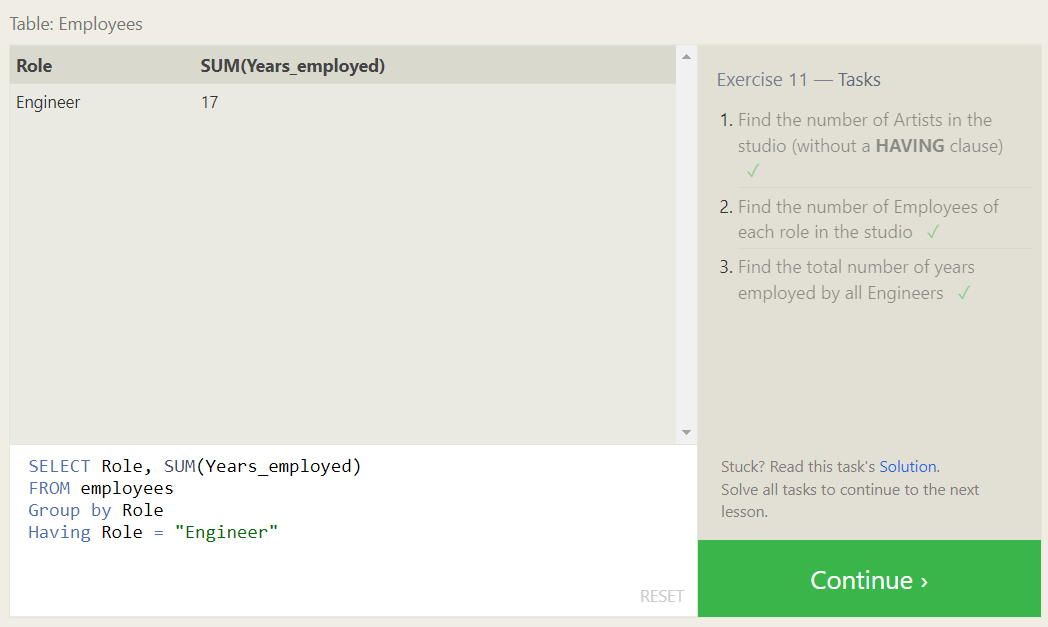 Table: Employees
Role SUM(Years_employed)
Engineer 17
SELECT Role, SUM(Years_employed)
FROM employees
Group by Role
Having Role = "Engineer"
RESET
Exercise 11 — Tasks
1. Find the number of Artists in the
studio (without a HAVING clause)
✓
2. Find the number of Employees of
each role in the studio ✓
3. Find the total number of years
employed by all Engineers ✓
Stuck? Read this task's Solution.
Solve all tasks to continue to the next
lesson.
Continue ›